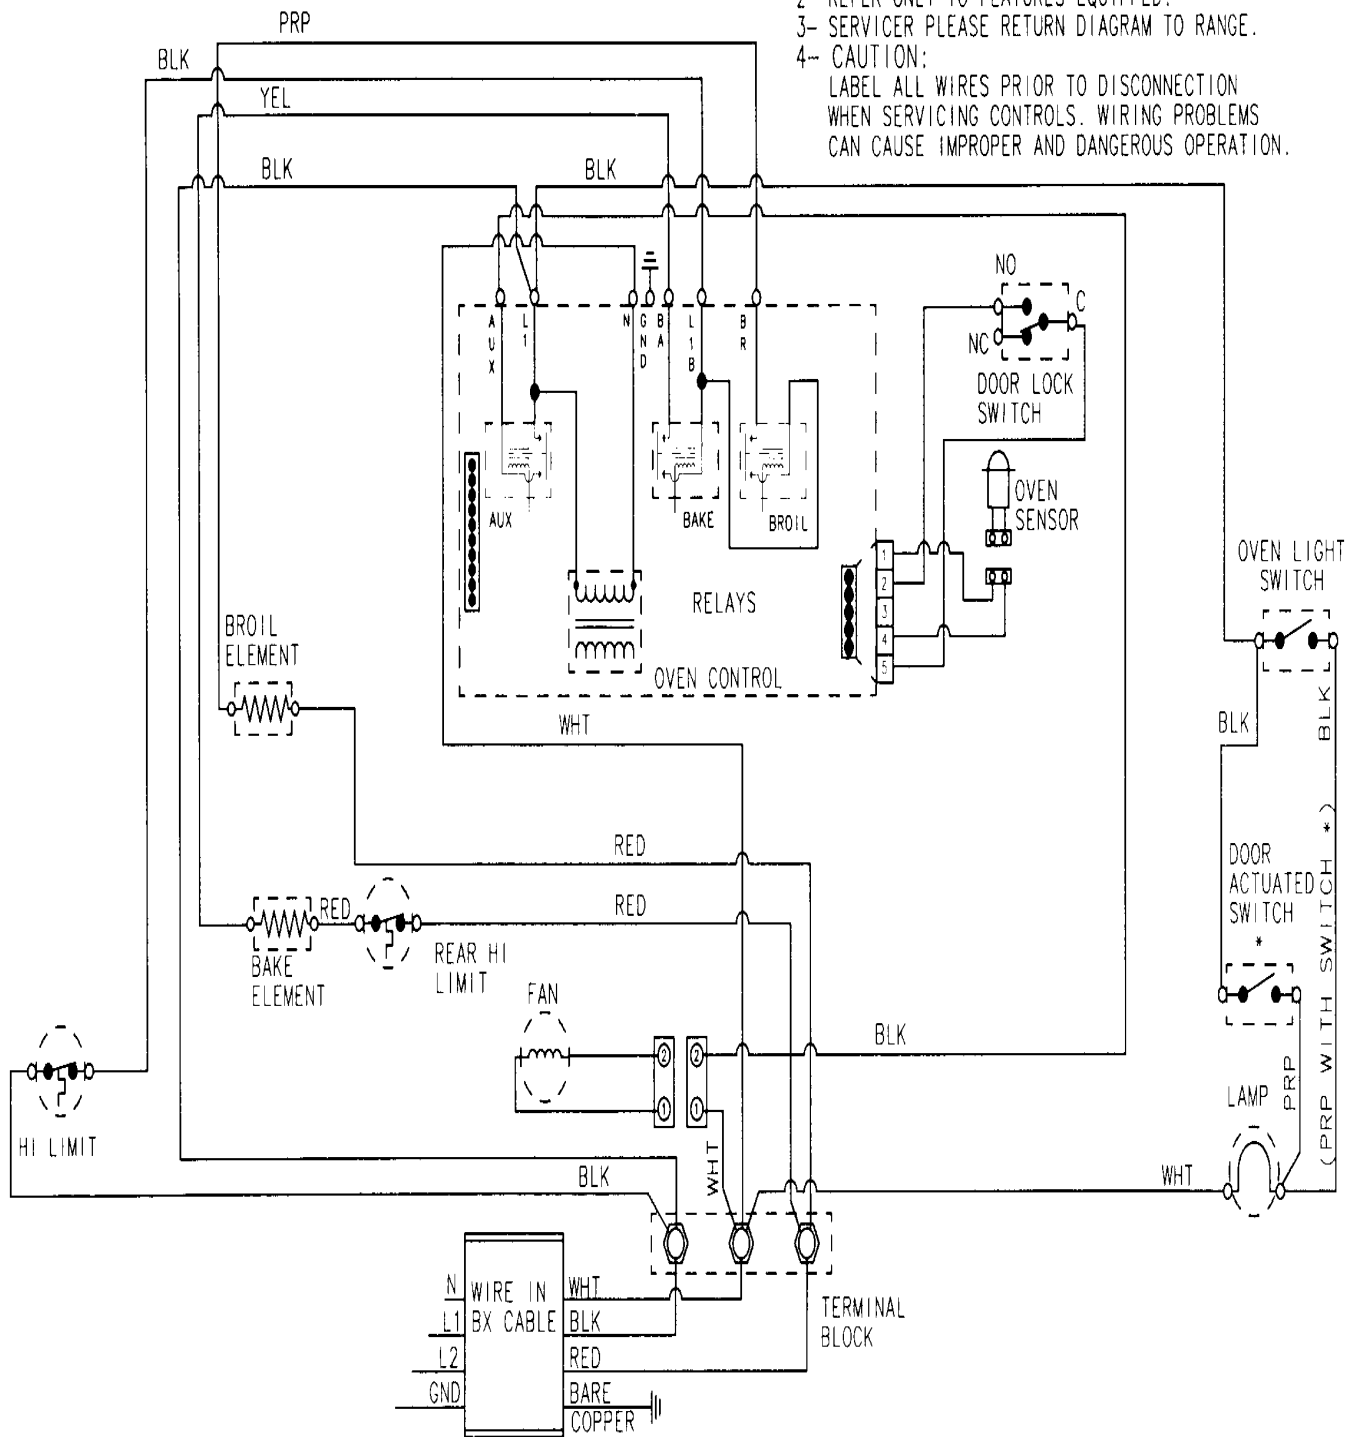 2- REFER ONLY TO FEATURES EQUIPPED.
3- SERVICER PLEASE RETURN DIAGRAM TO RANGE.
4- CAUTION:
LABEL ALL WIRES PRIOR TO DISCONNECTION
WHEN SERVICING CONTROLS. WIRING PROBLEMS
CAN CAUSE IMPROPER AND DANGEROUS OPERATION.
PRP
BLK
YEL
BLK
BLK
AUX
L1
N
GND
BA
L1B
BR
NO
C
NC
DOOR LOCK
SWITCH
AUX
BAKE
BROIL
OVEN
SENSOR
1
2
3
4
5
RELAYS
OVEN CONTROL
OVEN LIGHT
SWITCH
BROIL
ELEMENT
WHT
BLK
BLK
(PRP WITH SWITCH *)
RED
DOOR
ACTUATED
SWITCH
*
RED
RED
BAKE
ELEMENT
REAR HI
LIMIT
FAN
2
2
1
1
BLK
PRP
LAMP
HI LIMIT
BLK
WHT
WHT
N
WIRE IN
BX CABLE
WHT
L1
BLK
L2
RED
GND
BARE
COPPER
TERMINAL
BLOCK